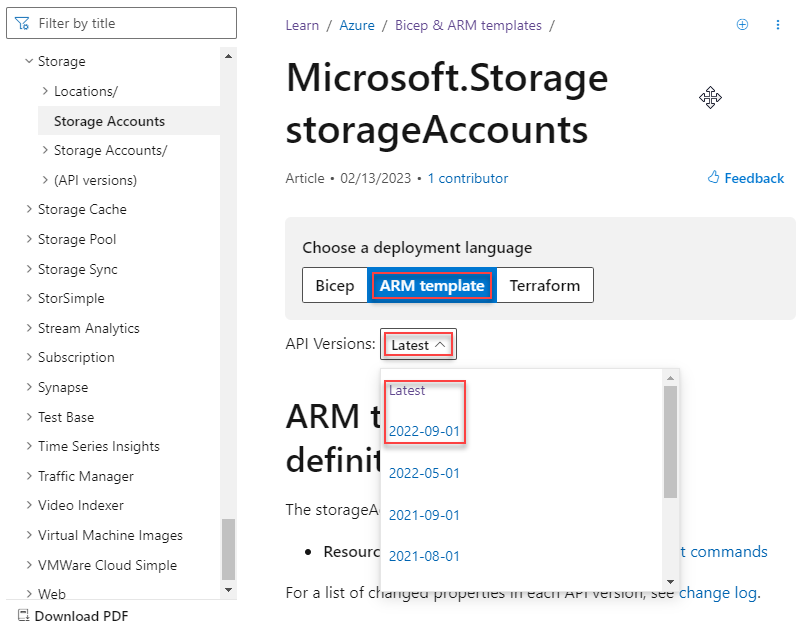 Filter by title
Storage
Locations/
Storage Accounts
Storage Accounts/
(API versions)
Storage Cache
Storage Pool
Storage Sync
StorSimple
Stream Analytics
Subscription
Synapse
Test Base
Time Series Insights
Traffic Manager
Video Indexer
Virtual Machine Images
VMWare Cloud Simple
Web
Download PDF
Learn / Azure / Bicep & ARM templates /
Microsoft.Storage
storageAccounts
Article • 02/13/2023 • 1 contributor
Feedback
Choose a deployment language
Bicep ARM template Terraform
API Versions: Latest
Latest
2022-09-01
2022-05-01
2021-09-01
2021-08-01
ARM t
definit
The storageA
• Resourc
t commands
For a list of changed properties in each API version, see change log.